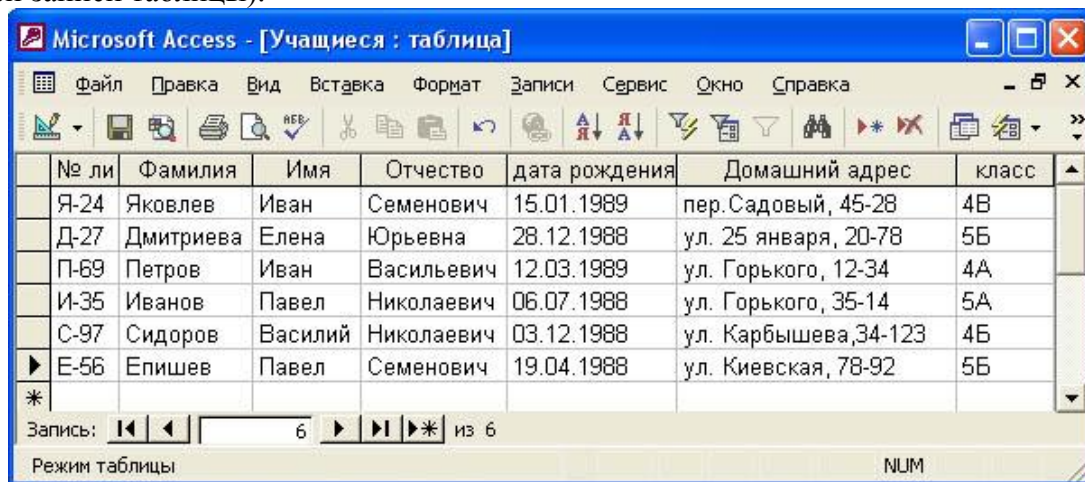 записи таблицы).
Microsoft Access - [Учащиеся : таблица]
Файл Правка Вид Вставка Формат Записи Сервис Окно Справка
№ ли Фамилия Имя Отчество дата рождения Домашний адрес класс
Я-24 Яковлев Иван Семенович 15.01.1989 пер.Садовый, 45-28 4В
Д-27 Дмитриева Елена Юрьевна 28.12.1988 ул. 25 января, 20-78 5Б
П-69 Петров Иван Васильевич 12.03.1989 ул. Горького, 12-34 4А
И-35 Иванов Павел Николаевич 06.07.1988 ул. Горького, 35-14 5А
С-97 Сидоров Василий Николаевич 03.12.1988 ул. Карбышева,34-123 4Б
Е-56 Епишев Павел Семенович 19.04.1988 ул. Киевская, 78-92 5Б
Запись: 6 из 6
Режим таблицы NUM